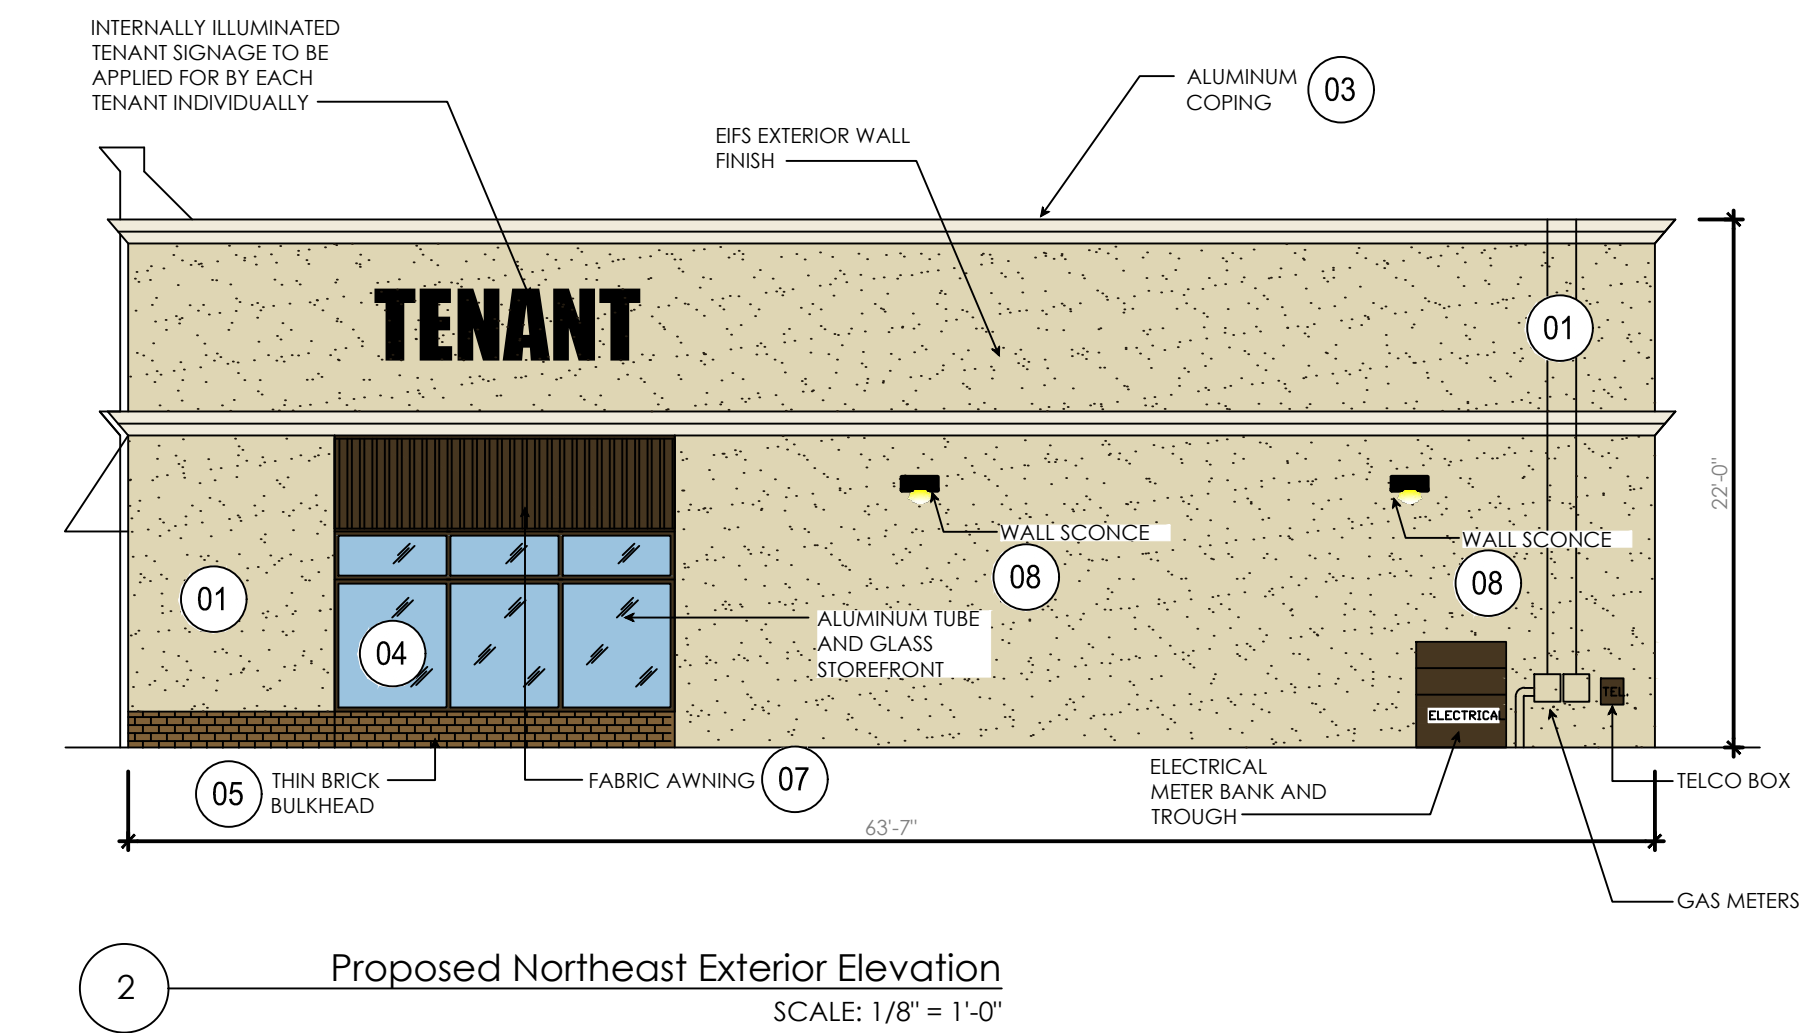 INTERNALLY ILLUMINATED
TENANT SIGNAGE TO BE
APPLIED FOR BY EACH
TENANT INDIVIDUALLY
ALUMINUM
COPING
03
EIFS EXTERIOR WALL
FINISH
TENANT
01
22'-0"
WALL SCONCE
08
WALL SCONCE
08
01
04
ALUMINUM TUBE
AND GLASS
STOREFRONT
TEL.
ELECTRICAL
05
THIN BRICK
BULKHEAD
FABRIC AWNING
07
ELECTRICAL
METER BANK AND
TROUGH
TELCO BOX
63'-7"
GAS METERS
2
Proposed Northeast Exterior Elevation
SCALE: 1/8" = 1'-0"